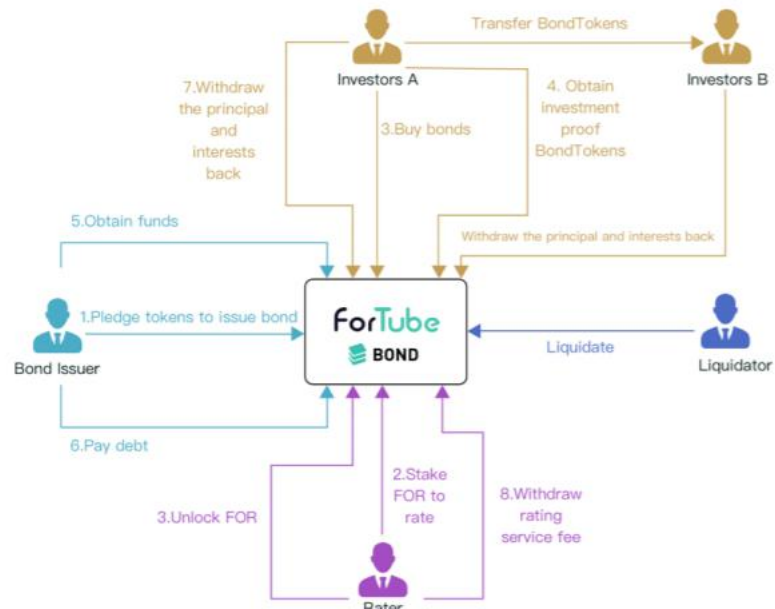 Transfer BondTokens
Investors A
Investors B
7.Withdraw
the principal
and
interests
back
3.Buy bonds
4. Obtain
investment
proof
BondTokens
5.Obtain funds
Withdraw the principal and interests back
1.Pledge tokens to issue bond
ForTube
BOND
Bond Issuer
Liquidate
Liquidator
6.Pay debt
3.Unlock FOR
2.Stake
FOR to
rate
8.Withdraw
rating
service fee
Rater